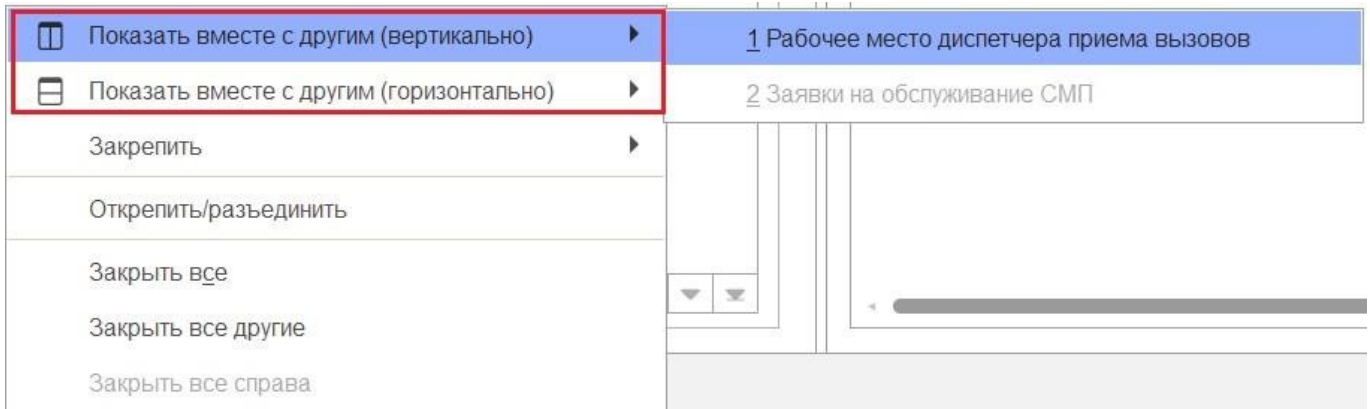 Показать вместе с другим (вертикально)
1 Рабочее место диспетчера приема вызовов
Показать вместе с другим (горизонтально)
2 Заявки на обслуживание СМП
Закрепить
Открепить/разъединить
Закрыть все
Закрыть все другие
Закрыть все справа